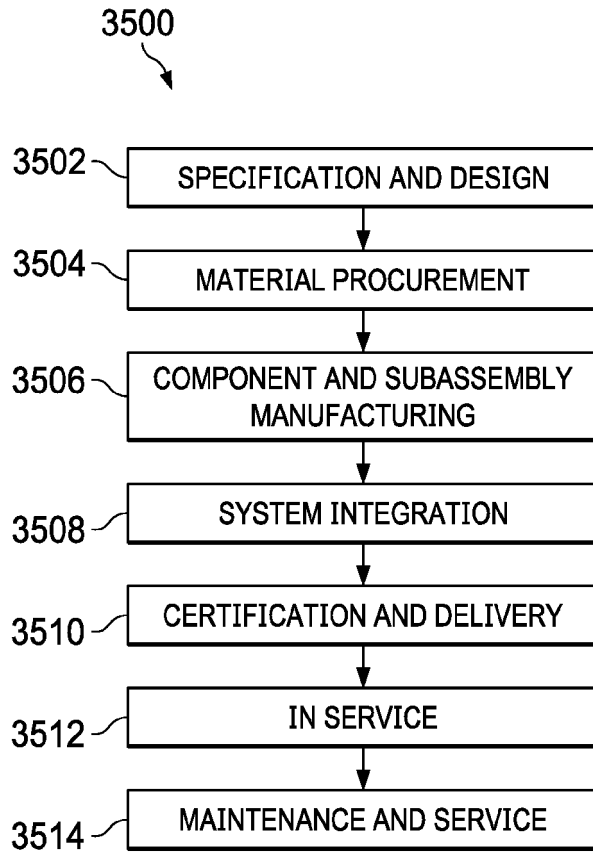 3500
3502
SPECIFICATION AND DESIGN
3504
MATERIAL PROCUREMENT
3506
COMPONENT AND SUBASSEMBLY
MANUFACTURING
3508
SYSTEM INTEGRATION
3510
CERTIFICATION AND DELIVERY
3512
IN SERVICE
3514
MAINTENANCE AND SERVICE